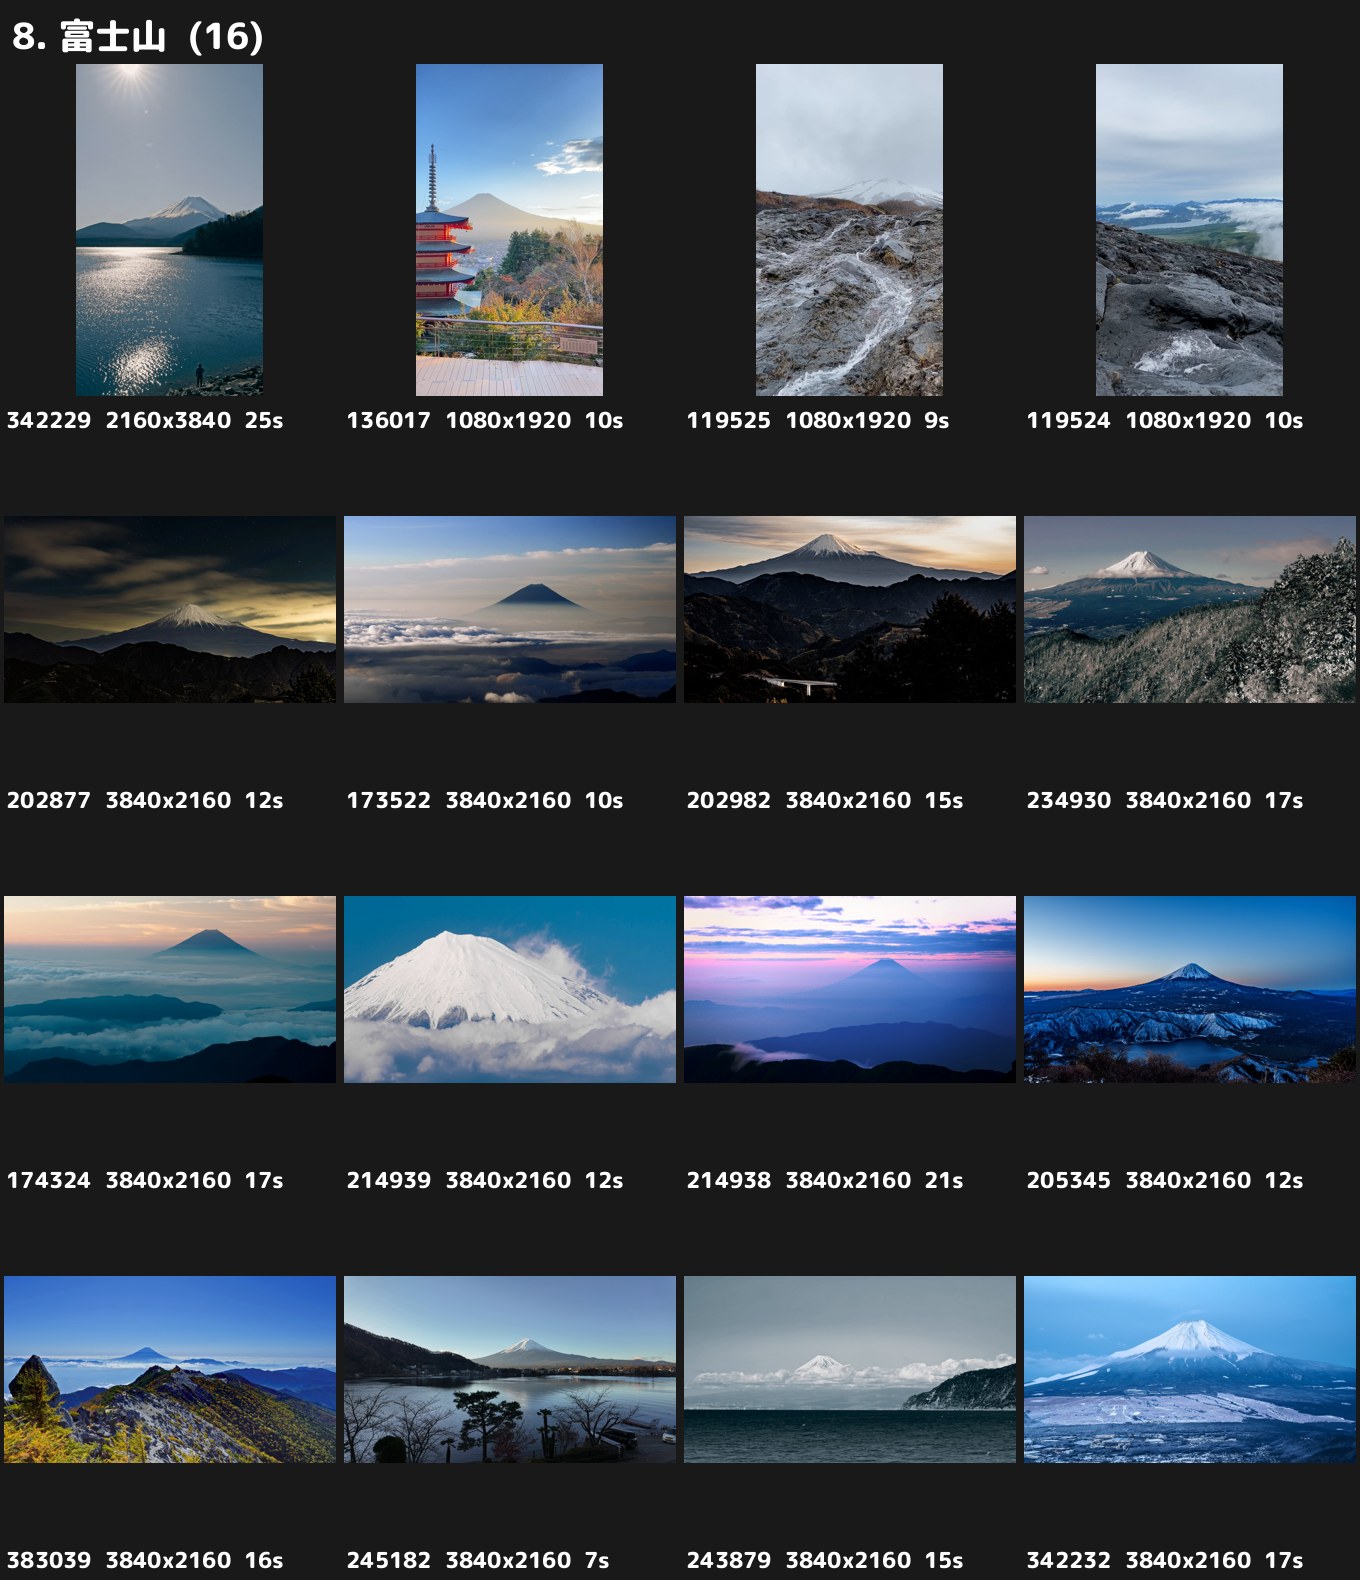 8. 富士山 (16)
342229 2160x3840 25s
136017 1080x1920 10s
119525 1080x1920 9s
119524 1080x1920 10s
202877 3840x2160 12s
173522 3840x2160 10s
202982 3840x2160 15s
234930 3840x2160 17s
174324 3840x2160 17s
214939 3840x2160 12s
214938 3840x2160 21s
205345 3840x2160 12s
383039 3840x2160 16s
245182 3840x2160 7s
243879 3840x2160 15s
342232 3840x2160 17s